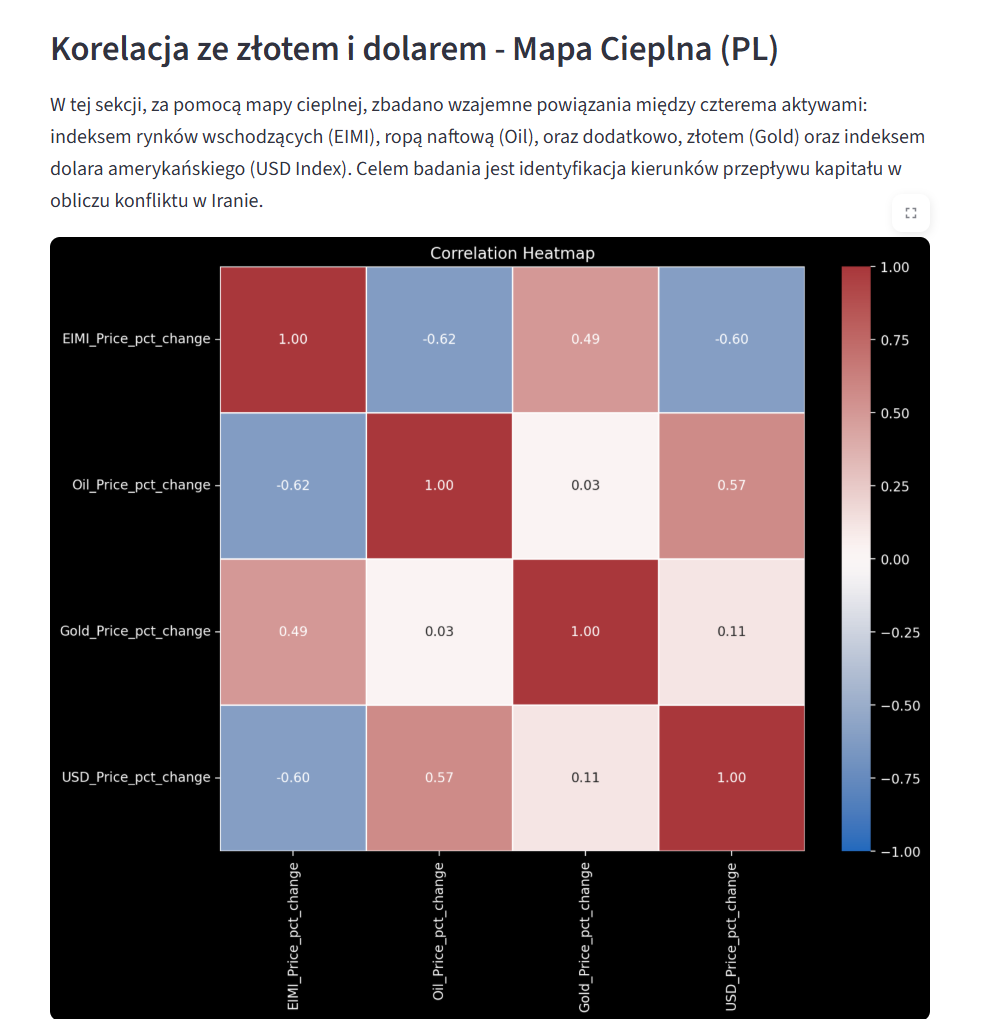 Korelacja ze złotem i dolarem - Mapa Cieplna (PL)
W tej sekcji, za pomocą mapy cieplnej, zbadano wzajemne powiązania między czterema aktywami:
indeksem rynków wschodzących (EIMI), ropą naftową (Oil), oraz dodatkowo, złotem (Gold) oraz indeksem
dolara amerykańskiego (USD Index). Celem badania jest identyfikacja kierunków przepływu kapitału w
obliczu konfliktu w Iranie.
Correlation Heatmap
EIMI_Price_pct_change 1.00 -0.62 0.49 -0.60
Oil_Price_pct_change -0.62 1.00 0.03 0.57
Gold_Price_pct_change 0.49 0.03 1.00 0.11
USD_Price_pct_change -0.60 0.57 0.11 1.00
EIMI_Price_pct_change
Oil_Price_pct_change
Gold_Price_pct_change
USD_Price_pct_change
1.00
0.75
0.50
0.25
0.00
−0.25
−0.50
−0.75
−1.00